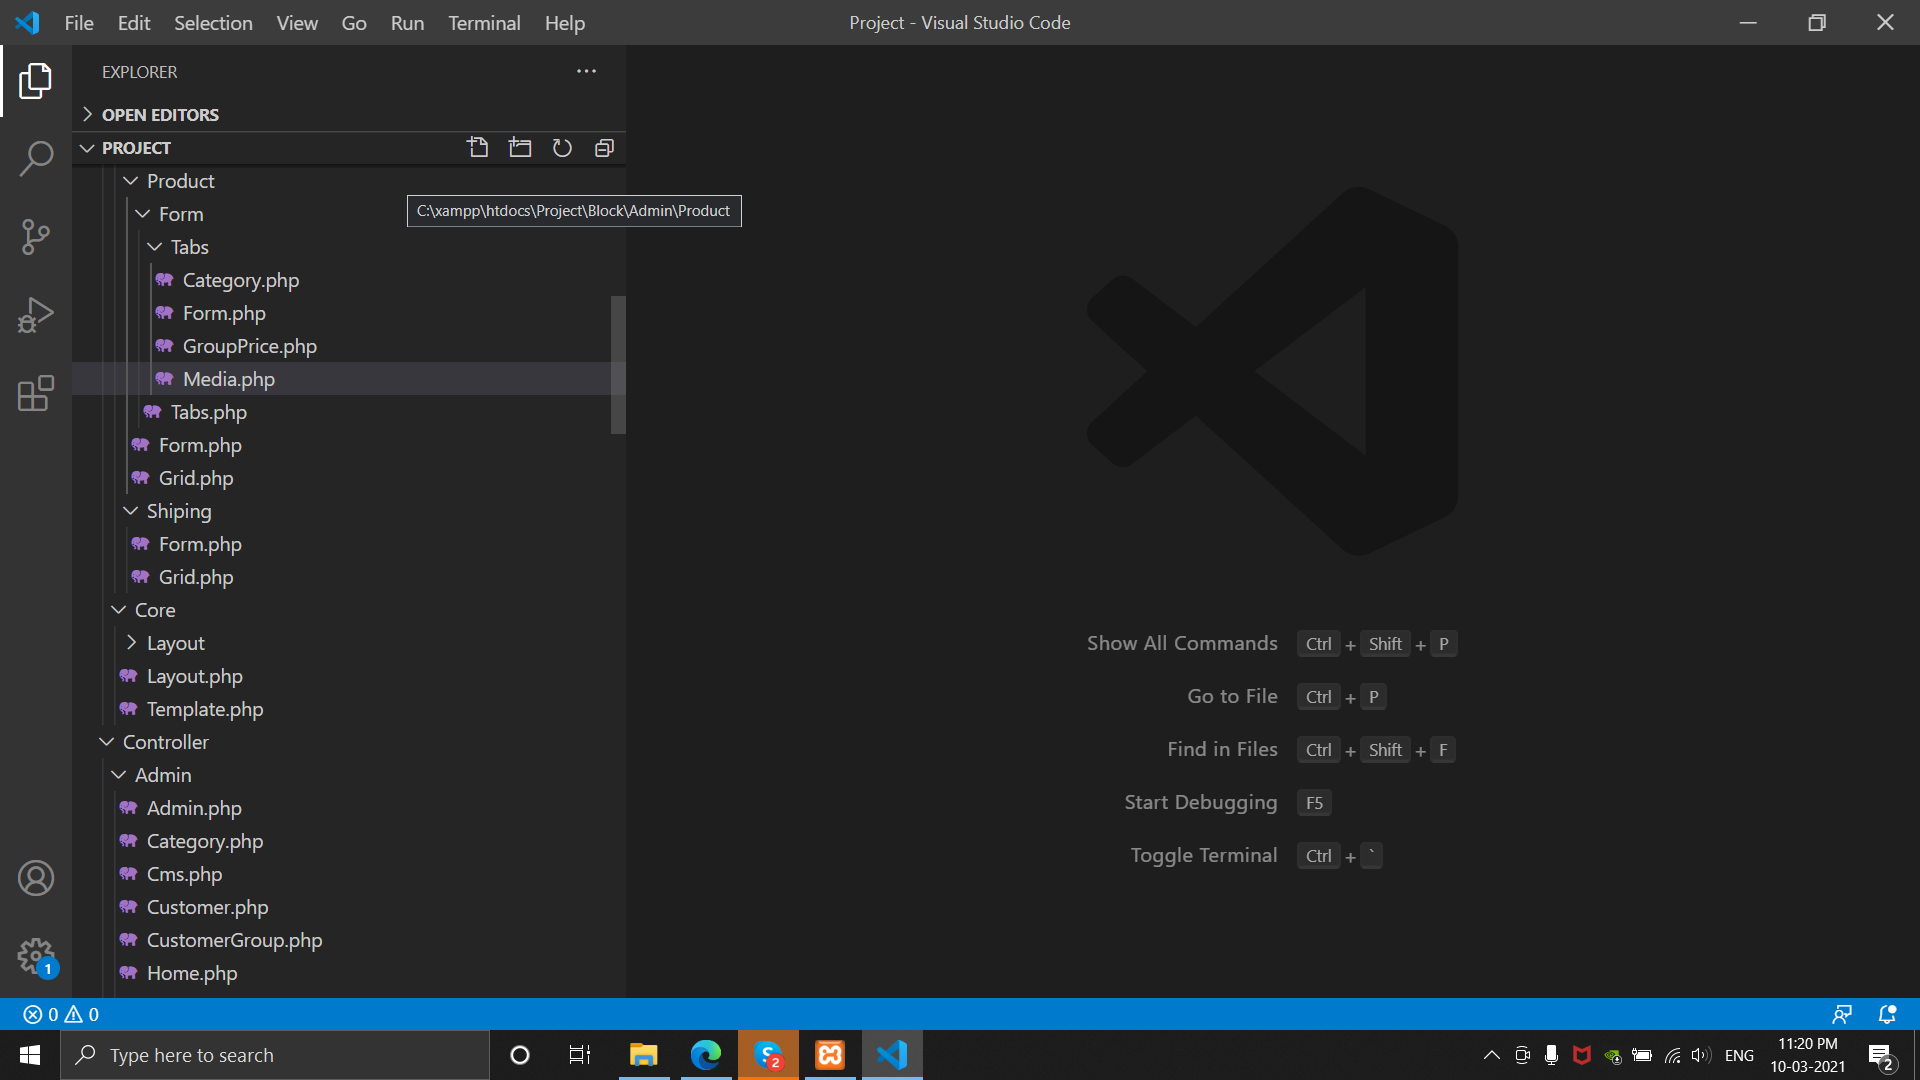 File Edit Selection View Go Run Terminal Help
Project - Visual Studio Code
EXPLORER
OPEN EDITORS
PROJECT
Product
C:\xampp\htdocs\Project\Block\Admin\Product
Form
Tabs
Category.php
Form.php
GroupPrice.php
Media.php
Tabs.php
Form.php
Grid.php
Shiping
Form.php
Grid.php
Core
Layout
Layout.php
Template.php
Controller
Admin
Admin.php
Category.php
Cms.php
Customer.php
CustomerGroup.php
Home.php
1
Show All Commands Ctrl + Shift + P
Go to File Ctrl + P
Find in Files Ctrl + Shift + F
Start Debugging F5
Toggle Terminal Ctrl + `
0 0
Type here to search
S 2
ENG
11:20 PM
10-03-2021
2